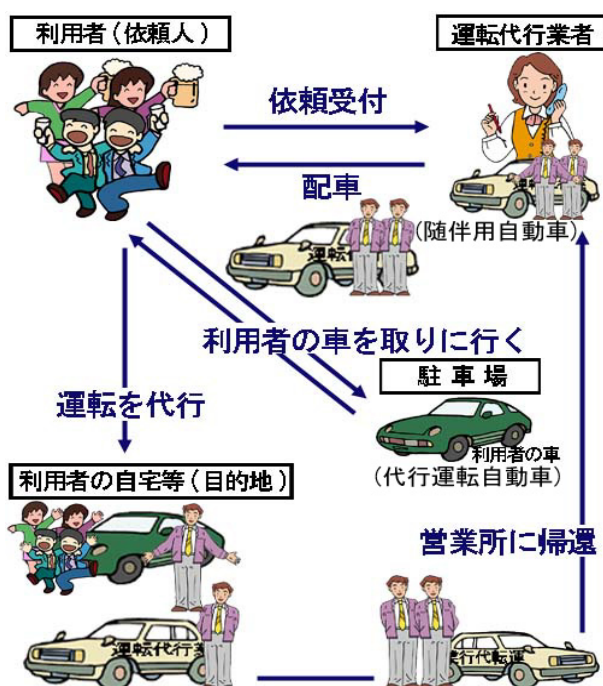 利用者(依頼人)
運転代行業者
依頼受付
配車
(随伴用自動車)
利用者の車を取りに行く
駐車場
運転を代行
利用者の車
(代行運転自動車)
利用者の自宅等(目的地)
営業所に帰還
運転代行